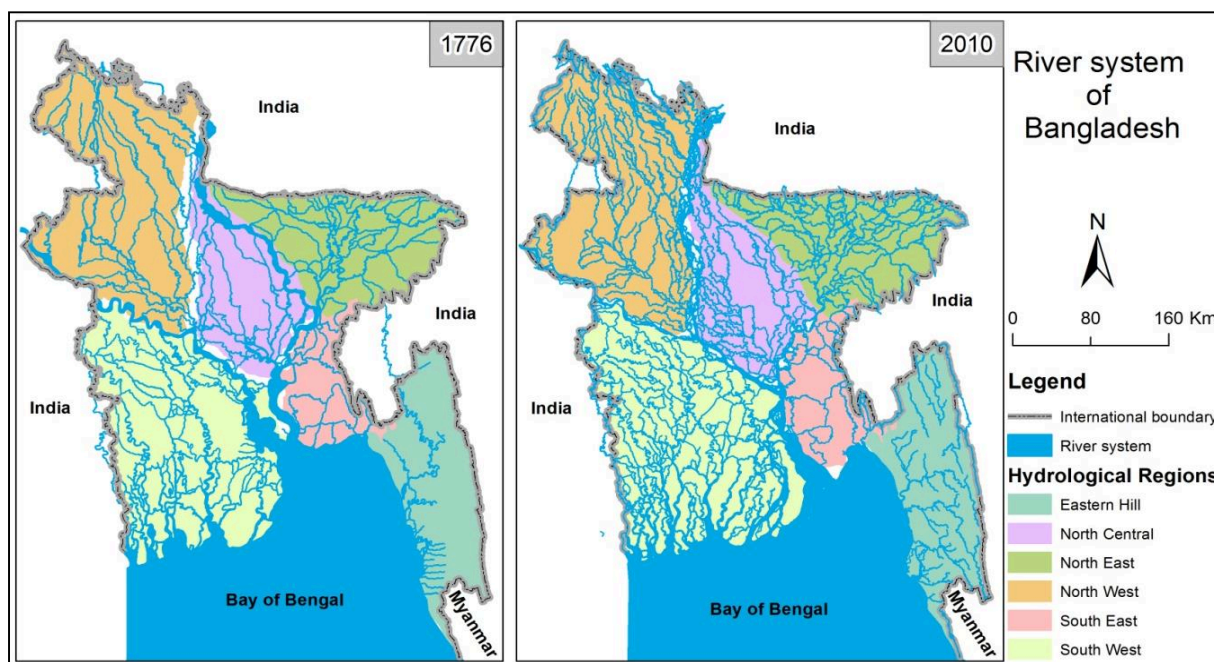 1776
India
India
India
Bay of Bengal
Myanmar
2010
India
India
India
Bay of Bengal
Myanmar
River system
of
Bangladesh
N
0 80 160 Km
Legend
International boundary
River system
Hydrological Regions
Eastern Hill
North Central
North East
North West
South East
South West